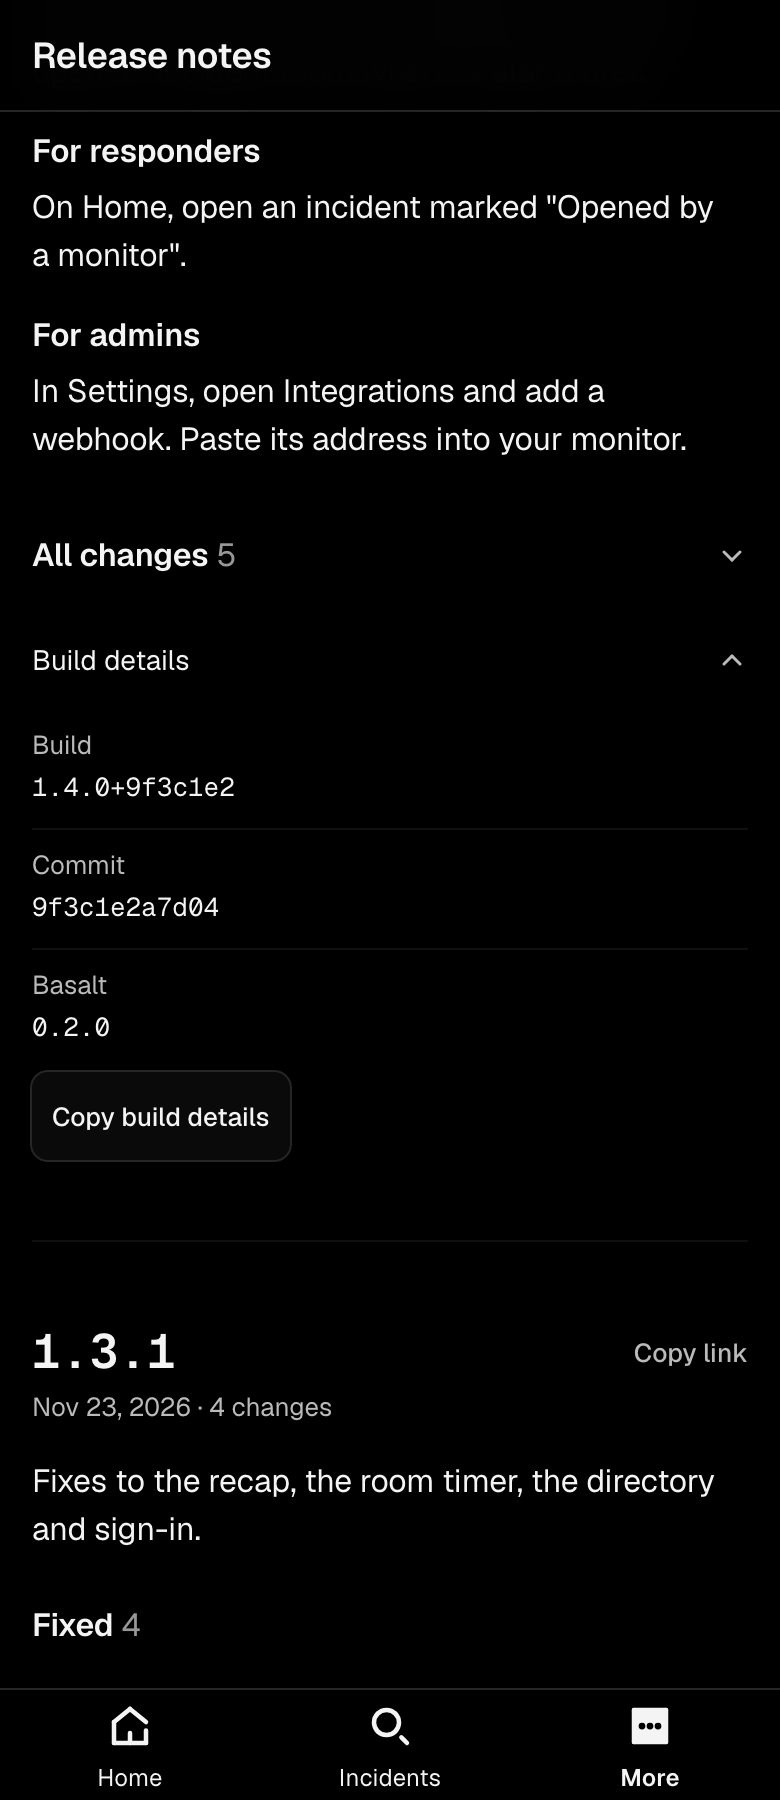 Release notes
For responders
On Home, open an incident marked "Opened by
a monitor".
For admins
In Settings, open Integrations and add a
webhook. Paste its address into your monitor.
All changes 5
Build details
Build
1.4.0+9f3c1e2
Commit
9f3c1e2a7d04
Basalt
0.2.0
Copy build details
1.3.1
Copy link
Nov 23, 2026 · 4 changes
Fixes to the recap, the room timer, the directory
and sign-in.
Fixed 4
Home
Incidents
More